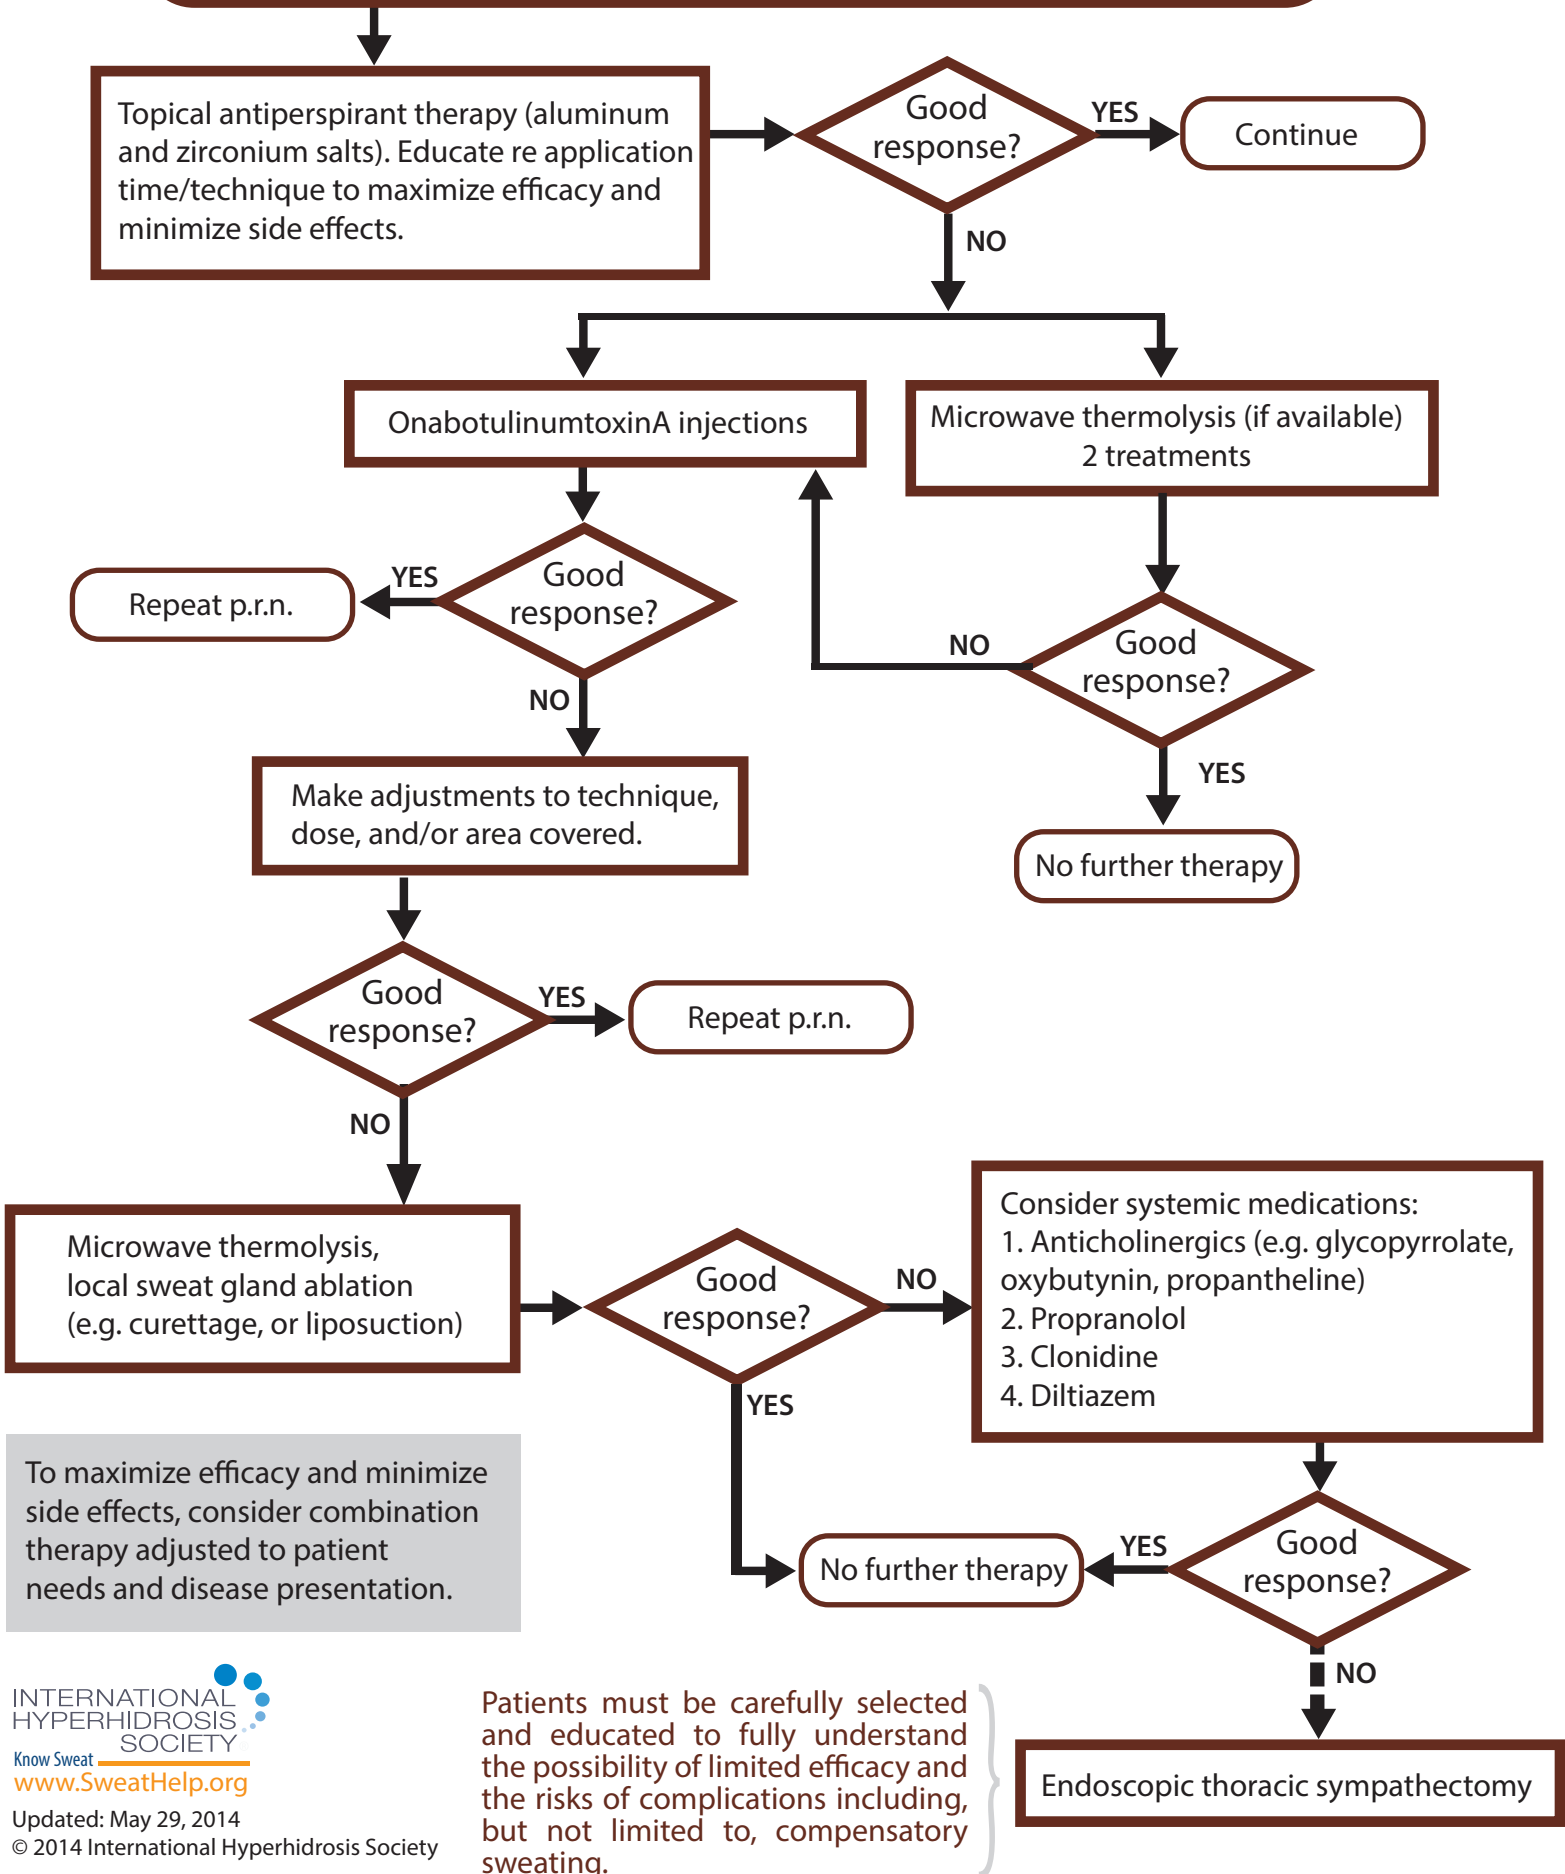 Topical antiperspirant therapy (aluminum
and zirconium salts). Educate re application
time/technique to maximize efficacy and
minimize side effects.
Good
response?
YES
Continue
NO
OnabotulinumtoxinA injections
Microwave thermolysis (if available)
2 treatments
Good
response?
YES
Repeat p.r.n.
NO
Good
response?
NO
YES
No further therapy
Make adjustments to technique,
dose, and/or area covered.
Good
response?
YES
Repeat p.r.n.
NO
Microwave thermolysis,
local sweat gland ablation
(e.g. curettage, or liposuction)
Good
response?
NO
YES
Consider systemic medications:
1. Anticholinergics (e.g. glycopyrrolate,
oxybutynin, propantheline)
2. Propranolol
3. Clonidine
4. Diltiazem
Good
response?
YES
No further therapy
NO
Endoscopic thoracic sympathectomy
To maximize efficacy and minimize
side effects, consider combination
therapy adjusted to patient
needs and disease presentation.
INTERNATIONAL
HYPERHIDROSIS
SOCIETY
Know Sweat
www.SweatHelp.org
Updated: May 29, 2014
© 2014 International Hyperhidrosis Society
Patients must be carefully selected
and educated to fully understand
the possibility of limited efficacy and
the risks of complications including,
but not limited to, compensatory
sweating.